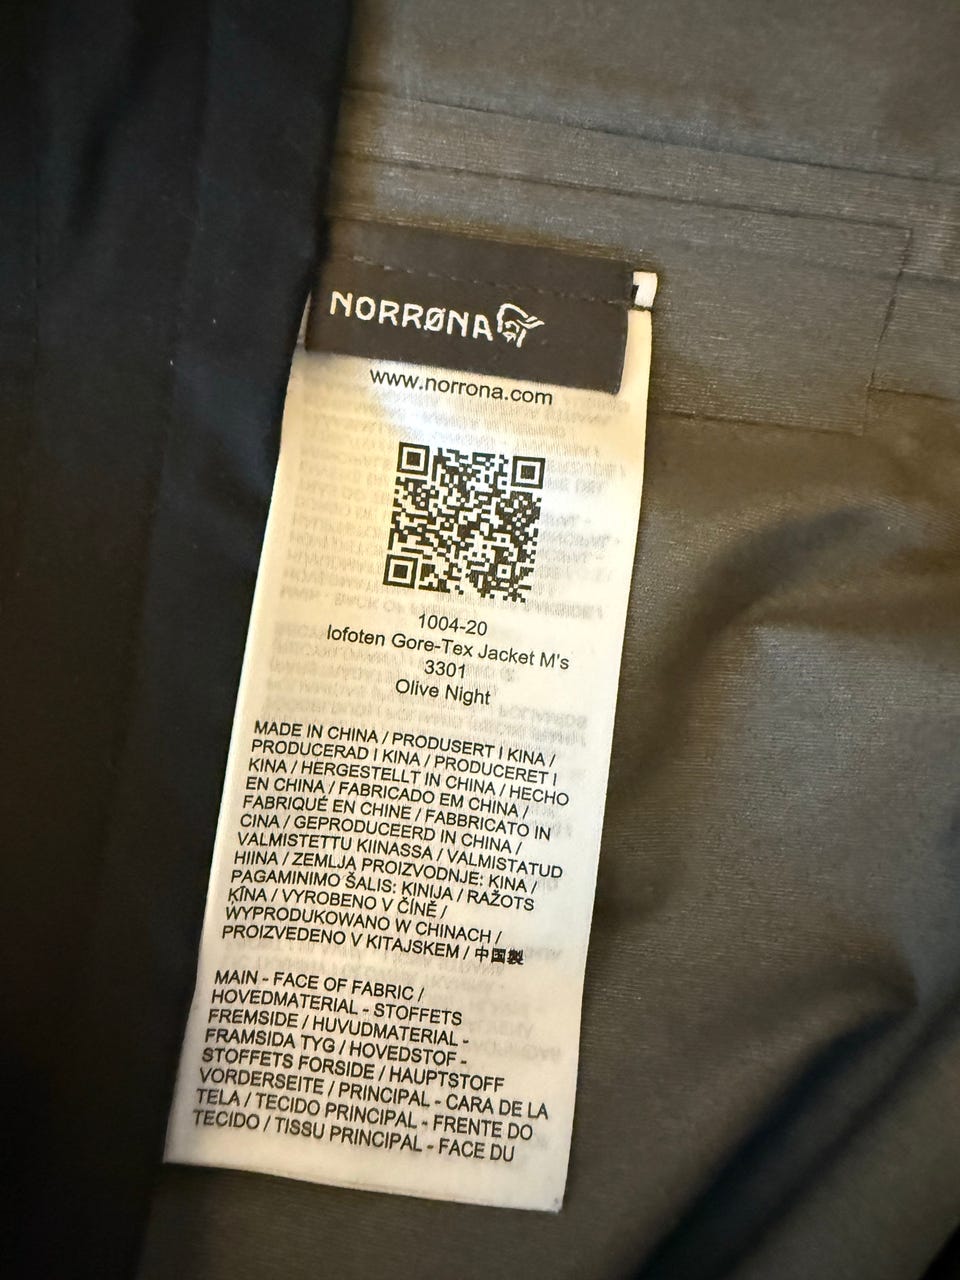 NORRØNA
www.norrona.com
1004-20
lofoten Gore-Tex Jacket M's
3301
Olive Night
MADE IN CHINA / PRODUSERT I KINA /
PRODUCERAD I KINA / PRODUCERET I
KINA / HERGESTELLT IN CHINA / HECHO
EN CHINA / FABRICADO EM CHINA /
FABRIQUÉ EN CHINE / FABBRICATO IN
CINA / GEPRODUCEERD IN CHINA /
VALMISTETTU KIINASSA / VALMISTATUD
HIINA / ZEMLJA PROIZVODNJE: KINA /
PAGAMINIMO ŠALIS: KINIJA / RAŽOTS
ĶĪNA / VYROBENO V ČÍNĚ /
WYPRODUKOWANO W CHINACH /
PROIZVEDENO V KITAJSKEM / 中国製
MAIN - FACE OF FABRIC /
HOVEDMATERIAL - STOFFETS
FREMSIDE / HUVUDMATERIAL -
FRAMSIDA TYG / HOVEDSTOF -
STOFFETS FORSIDE / HAUPTSTOFF
VORDERSEITE / PRINCIPAL - CARA DE LA
TELA / TECIDO PRINCIPAL - FRENTE DO
TECIDO / TISSU PRINCIPAL - FACE DU